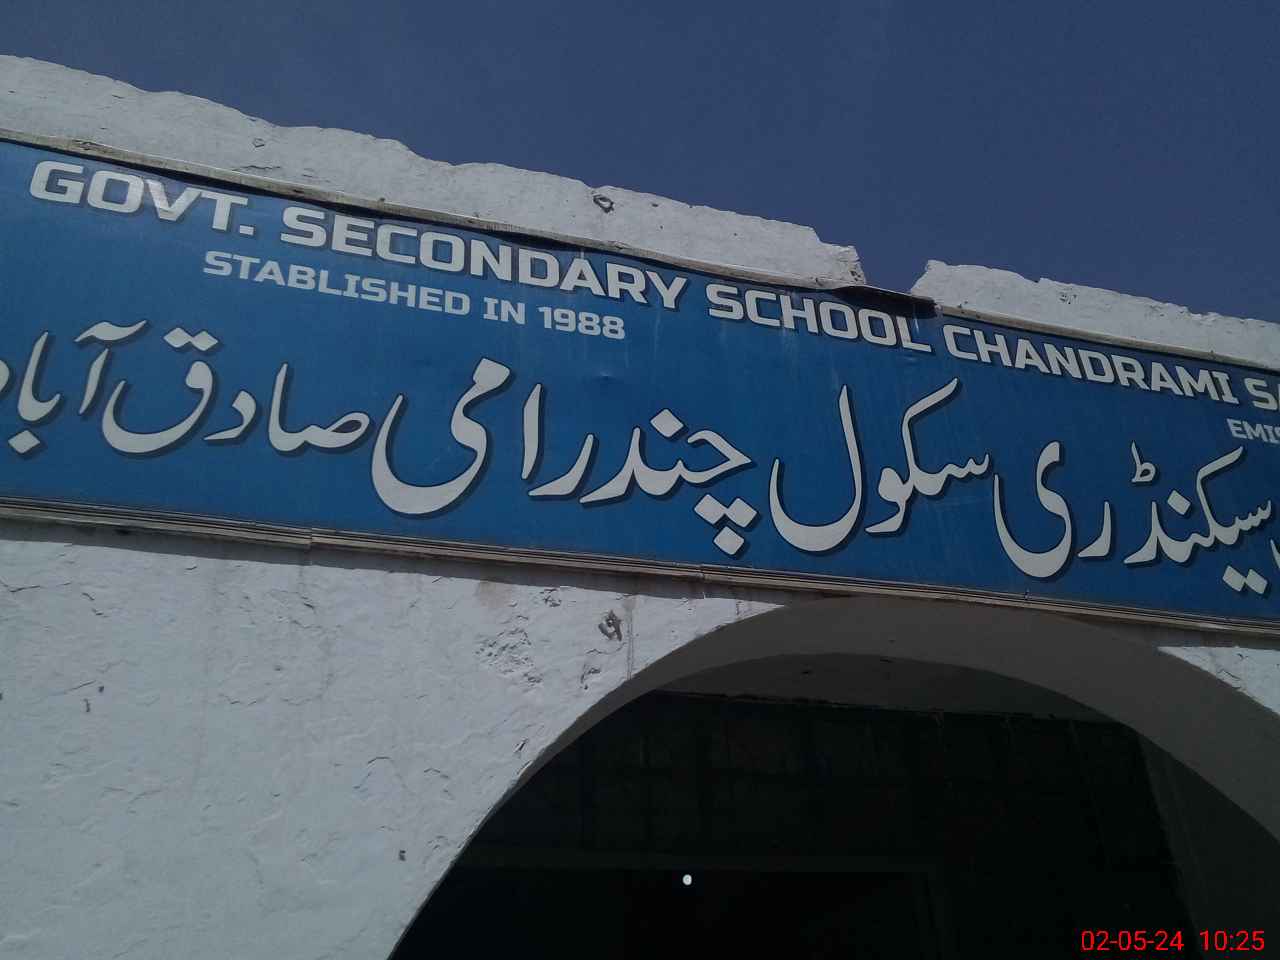 GOVT. SECONDARY SCHOOL CHANDRAMI
STABLISHED IN 1988
سیکنڈری سکول چندرامی صادق آباد
02-05-24 10:25